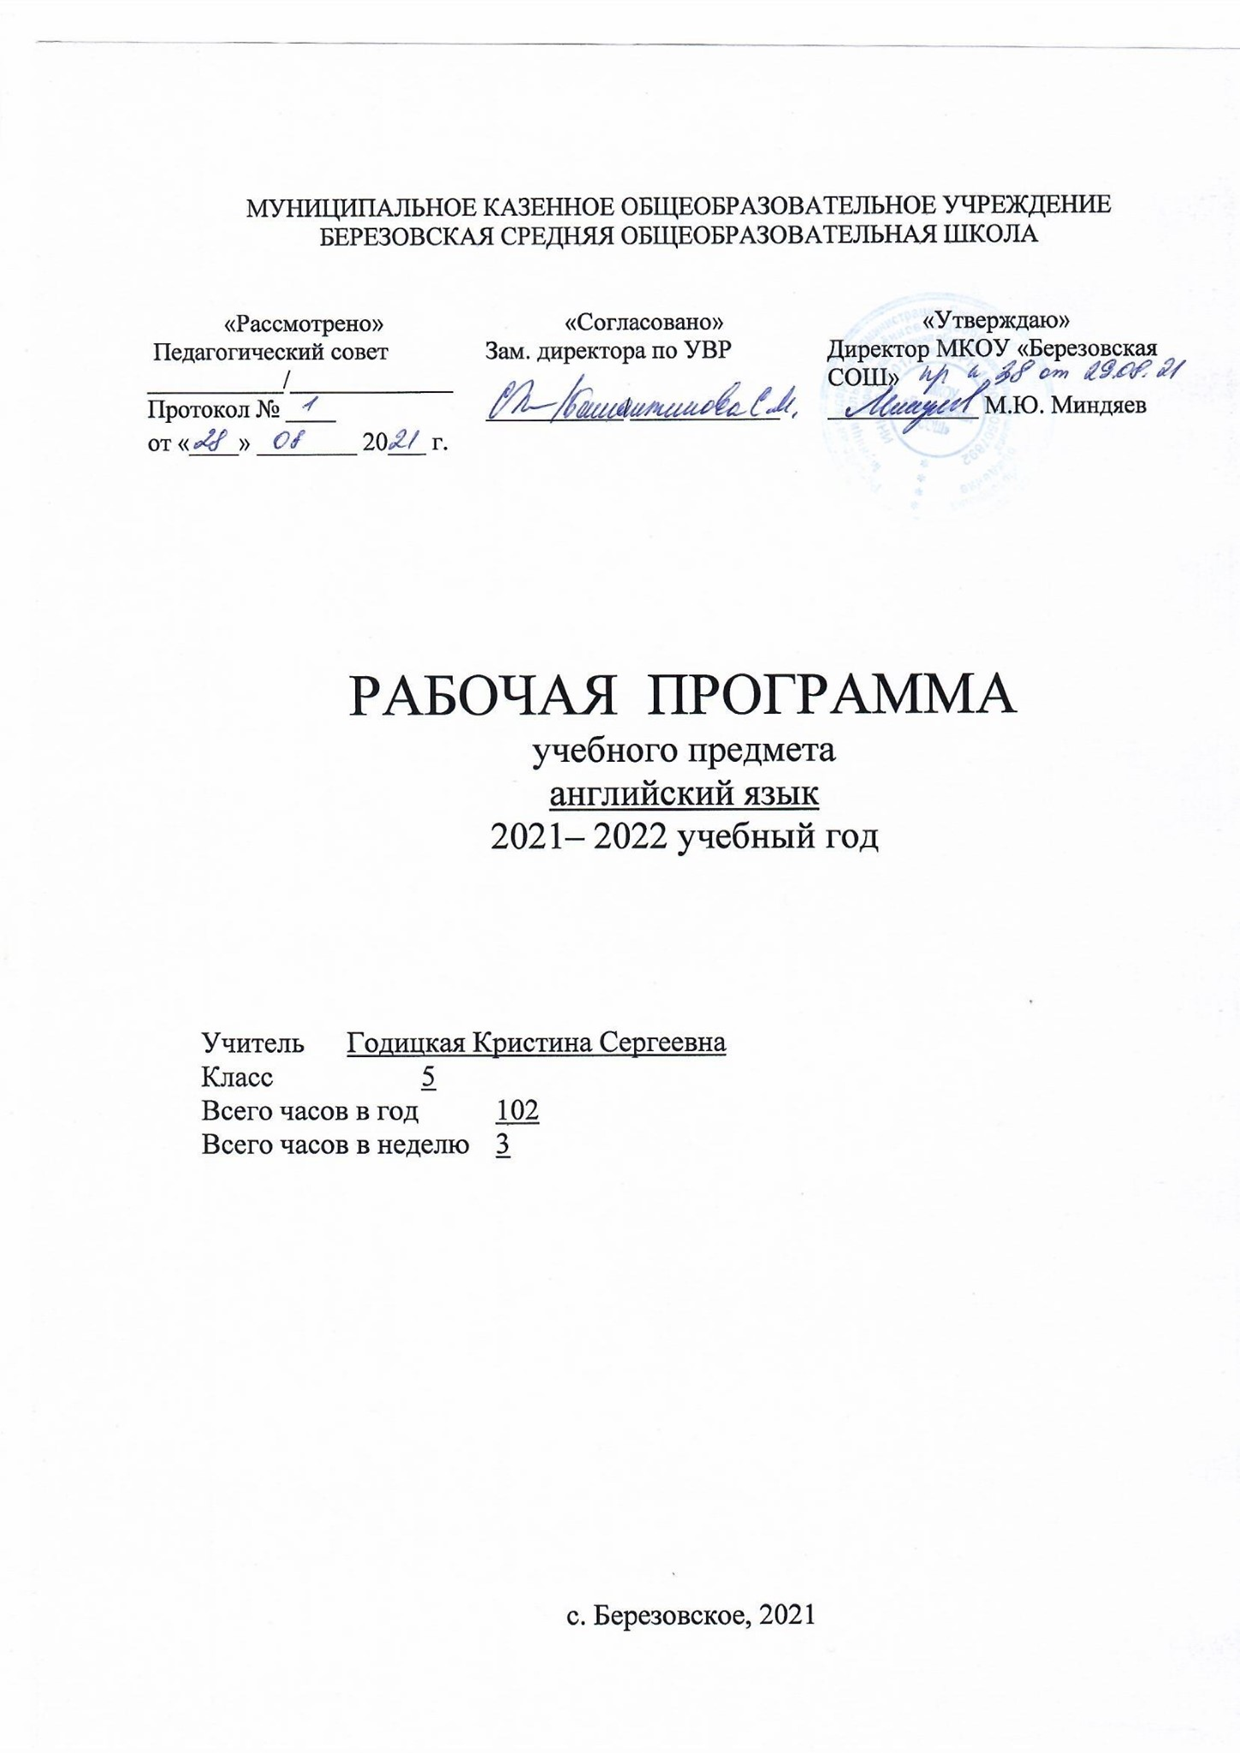 МУНИЦИПАЛЬНОЕ КАЗЕННОЕ ОБЩЕОБРАЗОВАТЕЛЬНОЕ УЧРЕЖДЕНИЕ
БЕРЕЗОВСКАЯ СРЕДНЯЯ ОБЩЕОБРАЗОВАТЕЛЬНАЯ ШКОЛА
«Рассмотрено»
Педагогический совет
___________/___________
Протокол № 1
от «28» 08 2021 г.
«Согласовано»
Зам. директора по УВР
«Утверждаю»
Директор МКОУ «Березовская
СОШ» пр 38 от 29.08.21
М.Ю. Миндяев
РАБОЧАЯ ПРОГРАММА
учебного предмета
английский язык
2021– 2022 учебный год
Учитель Годицкая Кристина Сергеевна
Класс 5
Всего часов в год 102
Всего часов в неделю 3
с. Березовское, 2021